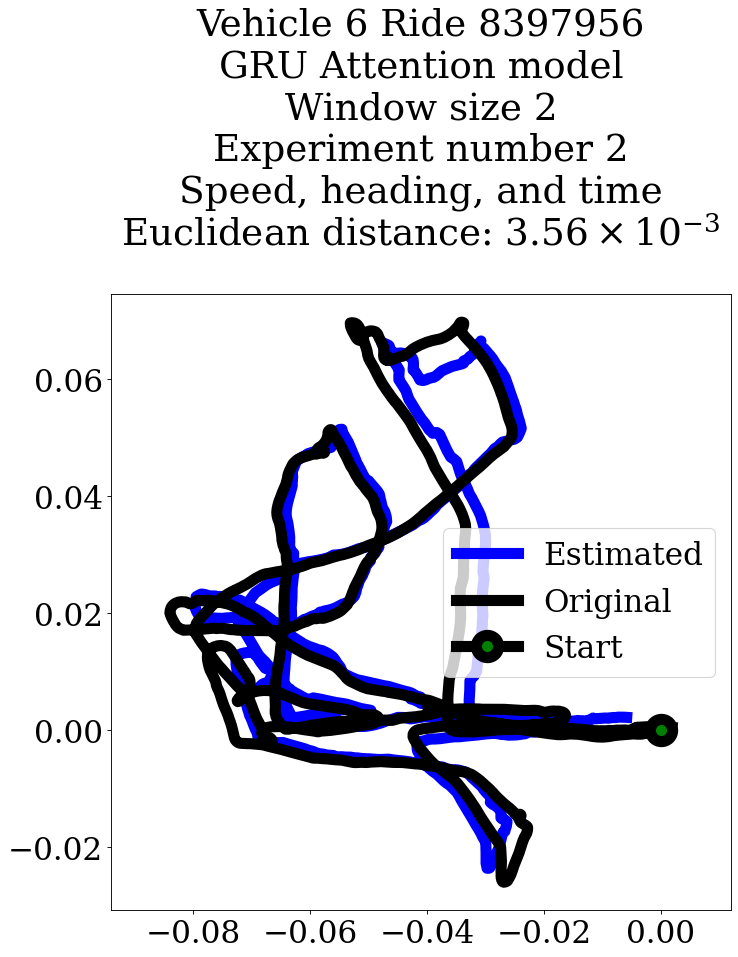 Vehicle 6 Ride 8397956
GRU Attention model
Window size 2
Experiment number 2
Speed, heading, and time
Euclidean distance: 3.56 × 10⁻³
0.06
0.04
0.02
0.00
−0.02
Estimated
Original
Start
−0.08 −0.06 −0.04 −0.02 0.00